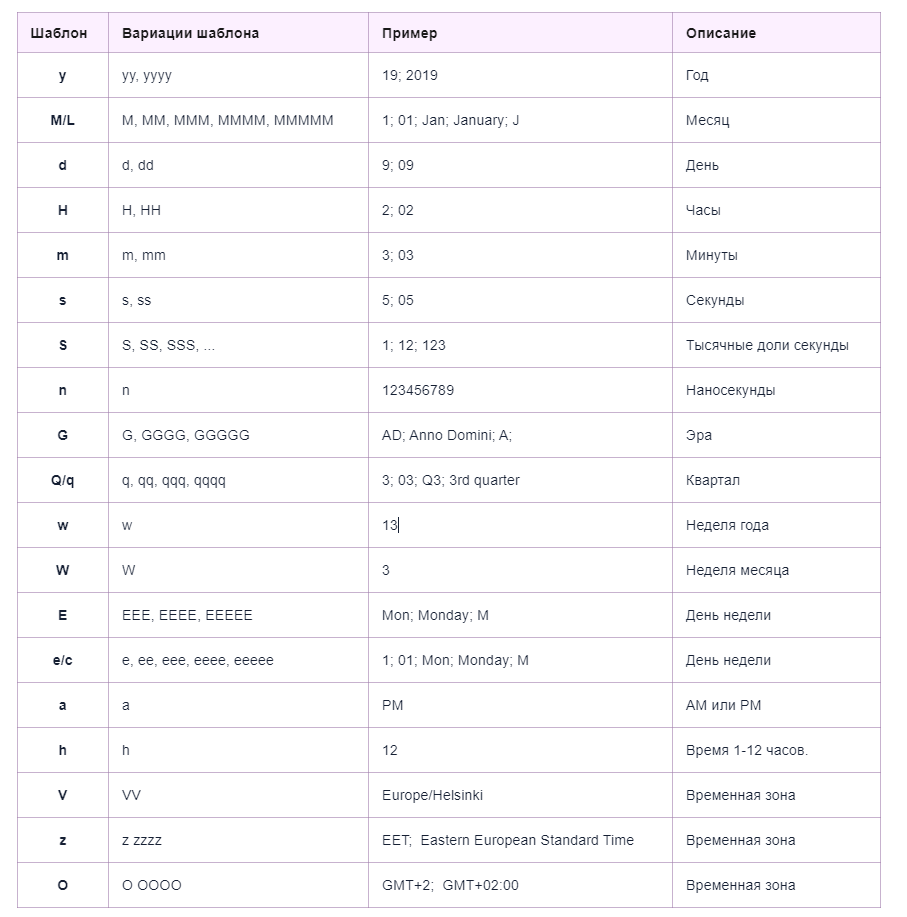 Шаблон Вариации шаблона Пример Описание
y yy, yyyy 19; 2019 Год
M/L M, MM, MMM, MMMM, MMMMM 1; 01; Jan; January; J Месяц
d d, dd 9; 09 День
H H, HH 2; 02 Часы
m m, mm 3; 03 Минуты
s s, ss 5; 05 Секунды
S S, SS, SSS, ... 1; 12; 123 Тысячные доли секунды
n n 123456789 Наносекунды
G G, GGGG, GGGGG AD; Anno Domini; A; Эра
Q/q q, qq, qqq, qqqq 3; 03; Q3; 3rd quarter Квартал
w w 13 Неделя года
W W 3 Неделя месяца
E EEE, EEEE, EEEEE Mon; Monday; M День недели
e/c e, ee, eee, eeee, eeeee 1; 01; Mon; Monday; M День недели
a a PM AM или PM
h h 12 Время 1-12 часов.
V VV Europe/Helsinki Временная зона
z z zzzz EET; Eastern European Standard Time Временная зона
O O OOOO GMT+2; GMT+02:00 Временная зона